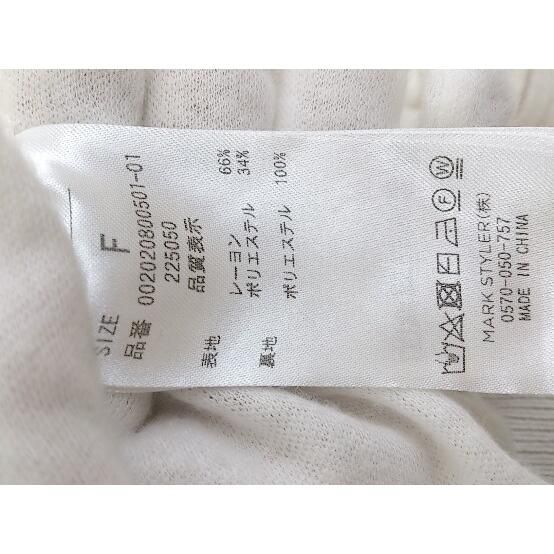 SIZE F
品番 002020800501-01
225050
品質表示
表地 レーヨン 66%
ポリエステル 34%
裏地 ポリエステル 100%
MARK STYLER(株)
0570-050-757
MADE IN CHINA